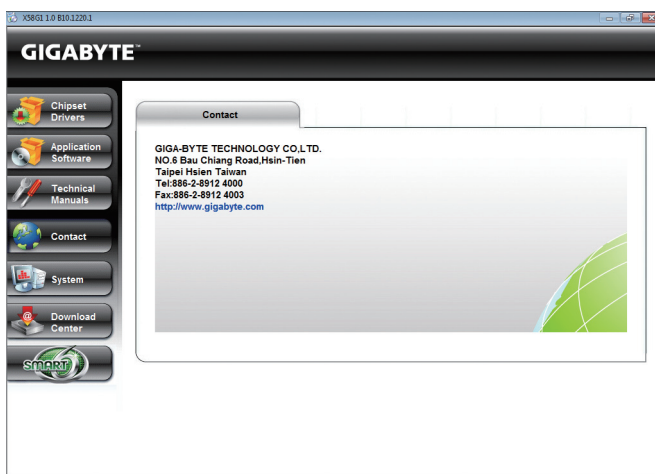 X58G1 1.0 B10.1220.1
GIGABYTE™
Chipset
Drivers
Application
Software
Technical
Manuals
Contact
System
Download
Center
SMART6
Contact
GIGA-BYTE TECHNOLOGY CO,LTD.
NO.6 Bau Chiang Road,Hsin-Tien
Taipei Hsien Taiwan
Tel:886-2-8912 4000
Fax:886-2-8912 4003
http://www.gigabyte.com